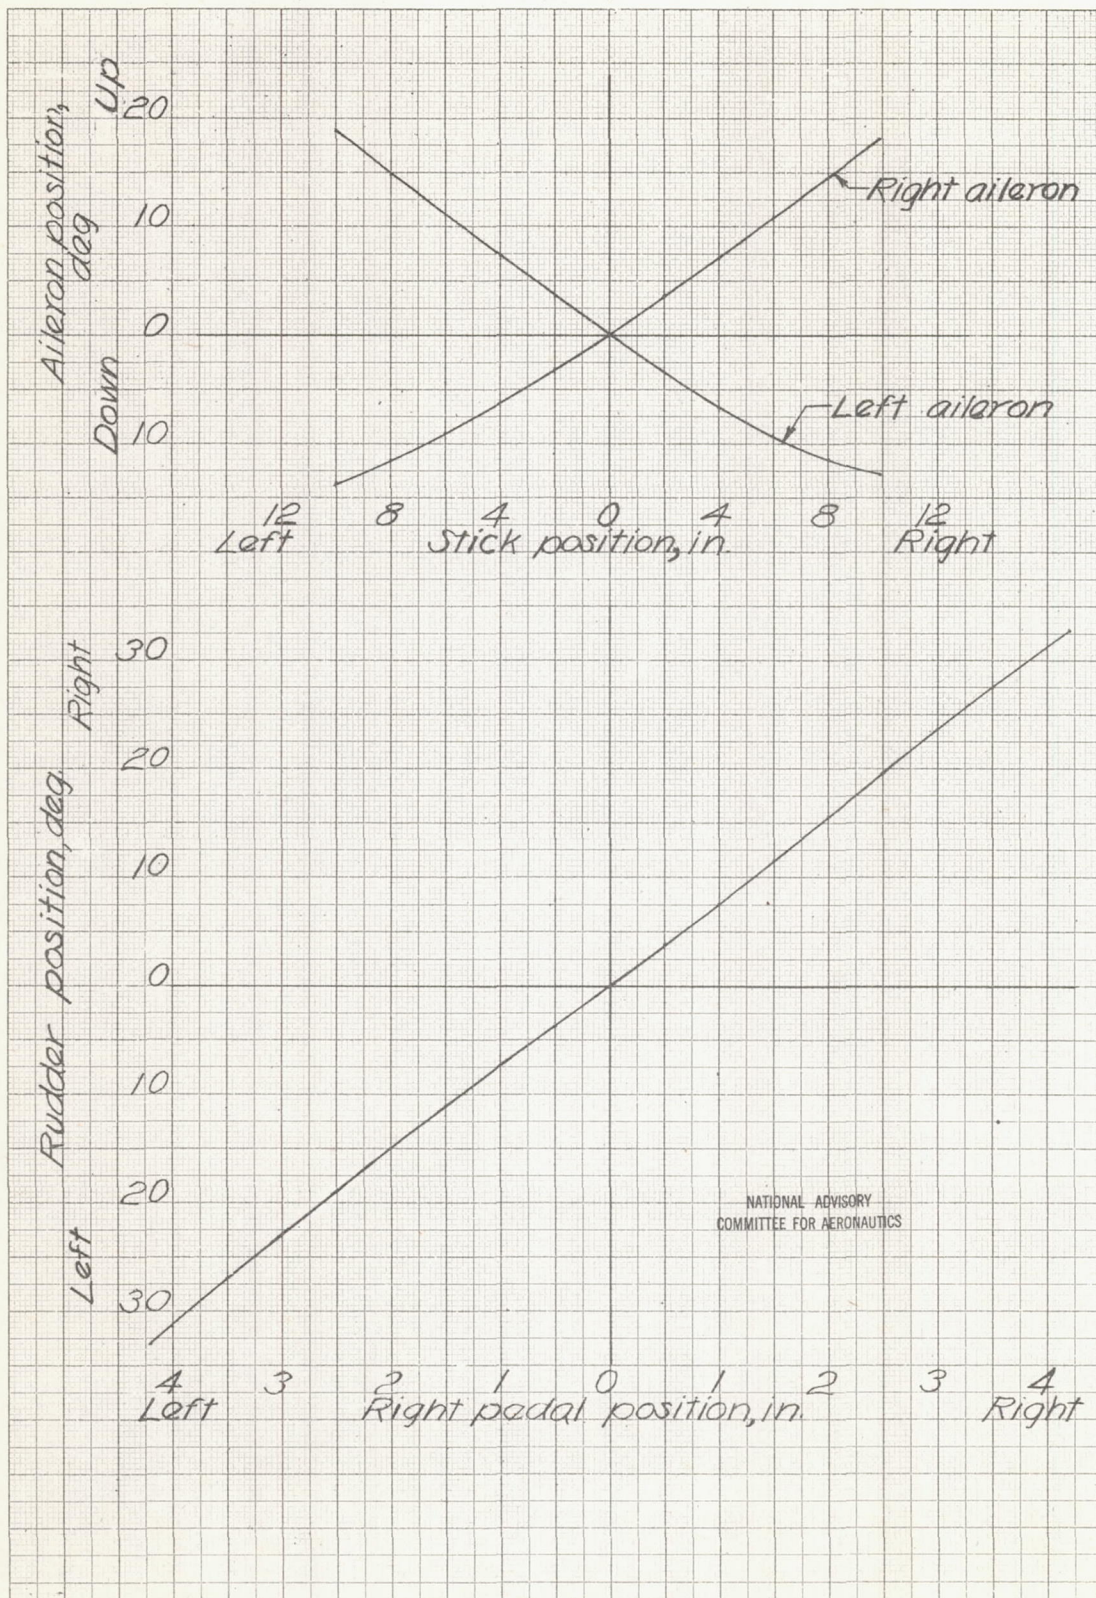 Aileron position,
deg
Up
Down
20
10
0
10
Right aileron
Left aileron
12 8 4 0 4 8 12
Left Stick position, in. Right
Rudder position, deg.
Right
Left
30
20
10
0
10
20
30
NATIONAL ADVISORY
COMMITTEE FOR AERONAUTICS
4 3 2 1 0 1 2 3 4
Left Right pedal position, in. Right